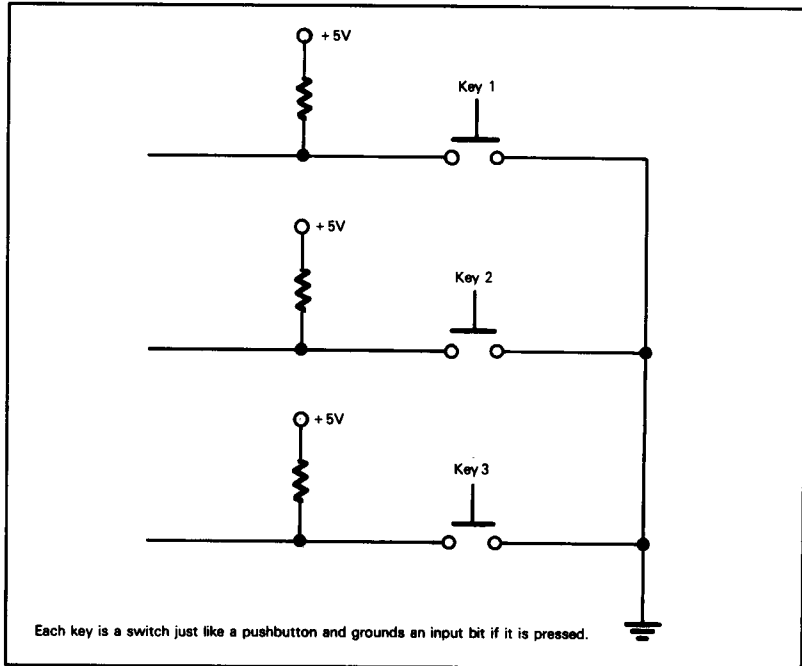 +5V
Key 1
+5V
Key 2
+5V
Key 3
Each key is a switch just like a pushbutton and grounds an input bit if it is pressed.